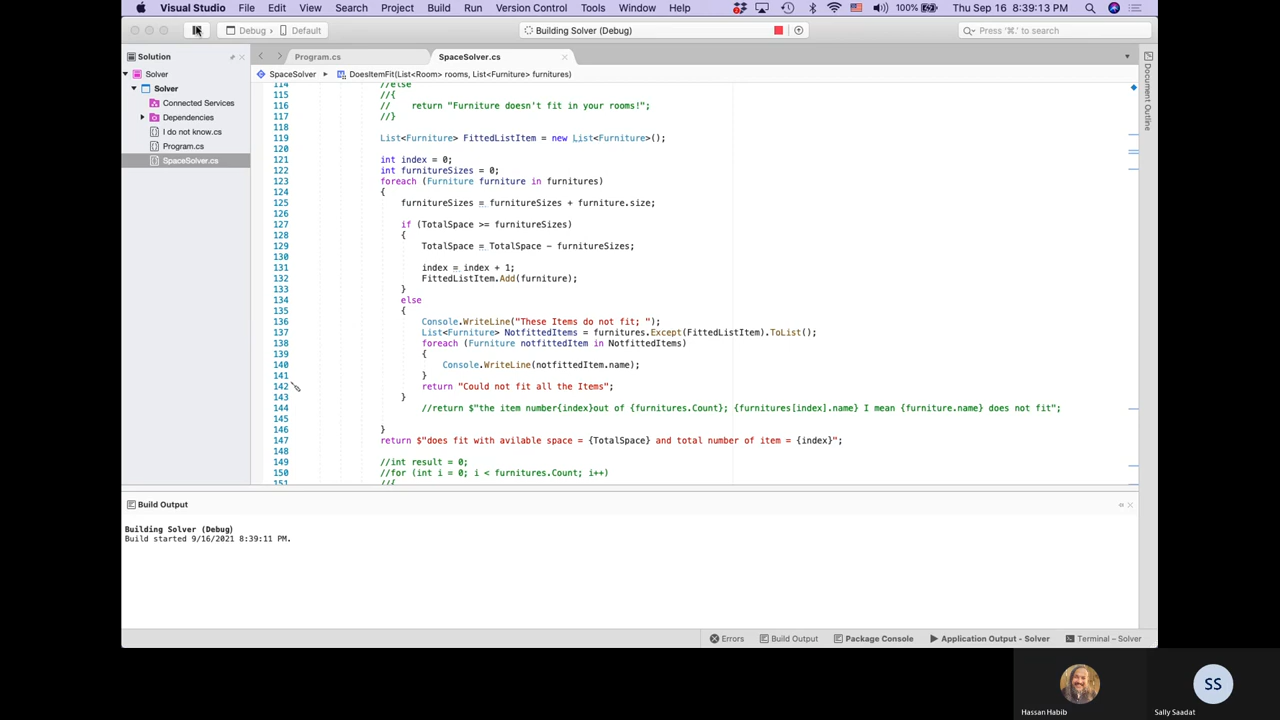 Visual Studio File Edit View Search Project Build Run Version Control Tools Window Help 100% Thu Sep 16 8:39:13 PM
Debug › Default Building Solver (Debug) Press '⌘.' to search
Solution Program.cs SpaceSolver.cs
Solver SpaceSolver DoesItemFit(List<Room> rooms, List<Furniture> furnitures)
Solver
Connected Services
Dependencies
I do not know.cs
Program.cs
SpaceSolver.cs
Document Outline
114 //else
115 //{
116 // return "Furniture doesn't fit in your rooms!";
117 //}
118
119 List<Furniture> FittedListItem = new List<Furniture>();
120
121 int index = 0;
122 int furnitureSizes = 0;
123 foreach (Furniture furniture in furnitures)
124 {
125 furnitureSizes = furnitureSizes + furniture.size;
126
127 if (TotalSpace >= furnitureSizes)
128 {
129 TotalSpace = TotalSpace - furnitureSizes;
130
131 index = index + 1;
132 FittedListItem.Add(furniture);
133 }
134 else
135 {
136 Console.WriteLine("These Items do not fit; ");
137 List<Furniture> NotfittedItems = furnitures.Except(FittedListItem).ToList();
138 foreach (Furniture notfittedItem in NotfittedItems)
139 {
140 Console.WriteLine(notfittedItem.name);
141 }
142 return "Could not fit all the Items";
143 }
144 //return $"the item number{index}out of {furnitures.Count}; {furnitures[index].name} I mean {furniture.name} does not fit";
145
146 }
147 return $"does fit with avilable space = {TotalSpace} and total number of item = {index}";
148
149 //int result = 0;
150 //for (int i = 0; i < furnitures.Count; i++)
151 //{
Build Output
Building Solver (Debug)
Build started 9/16/2021 8:39:11 PM.
Errors Build Output Package Console Application Output - Solver Terminal – Solver
SS
Hassan Habib Sally Saadat